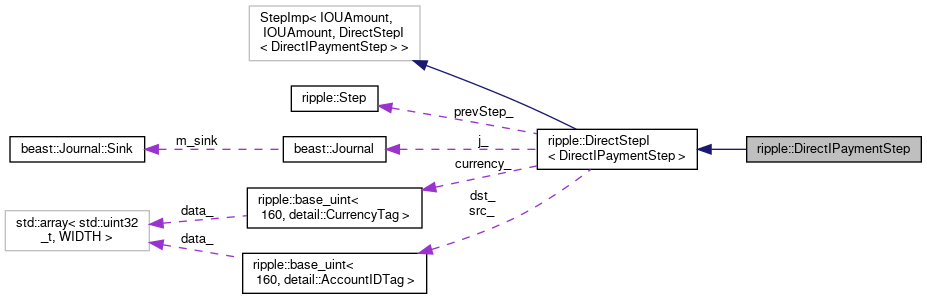 StepImp< IOUAmount,
IOUAmount, DirectStepI
< DirectIPaymentStep > >
ripple::Step
prevStep_
beast::Journal::Sink
m_sink
beast::Journal
j_
ripple::DirectStepI
< DirectIPaymentStep >
ripple::DirectIPaymentStep
currency_
ripple::base_uint<
160, detail::CurrencyTag >
dst_
src_
data_
std::array< std::uint32
_t, WIDTH >
data_
ripple::base_uint<
160, detail::AccountIDTag >